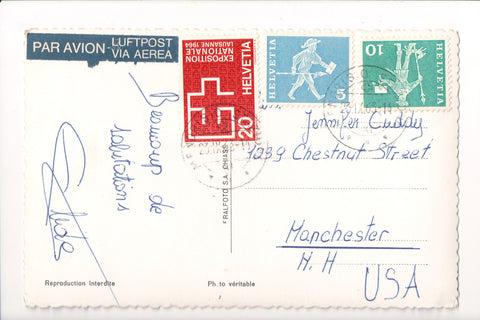 PAR AVION - LUFTPOST
VIA AEREA
EXPOSITION
NATIONALE
LAUSANNE 1964
HELVETIA
20
HELVETIA
5
HELVETIA
10
Beaucoup de
salutations
Jennifer Cuddy
1239 Chestnut Street
Manchester
N.H
USA
FRALFOTO S.A. CHIASSO
Reproduction Interdite
Ph. to véritable